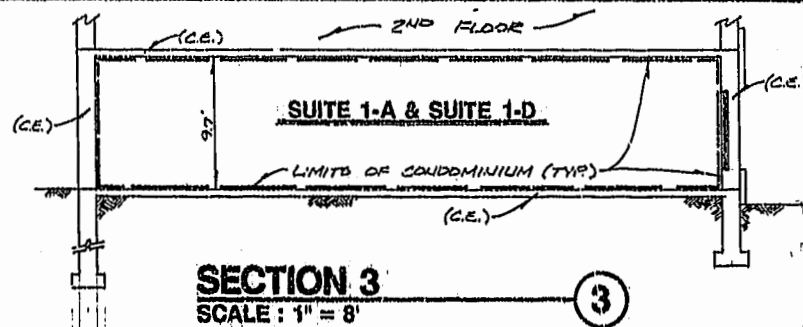 2ND FLOOR
(C.E.)
(C.E.
(C.E.)
9.7'
SUITE 1-A & SUITE 1-D
LIMITS OF CONDOMINIUM (TYP.)
(C.E.)
SECTION 3
SCALE : 1" = 8'
3